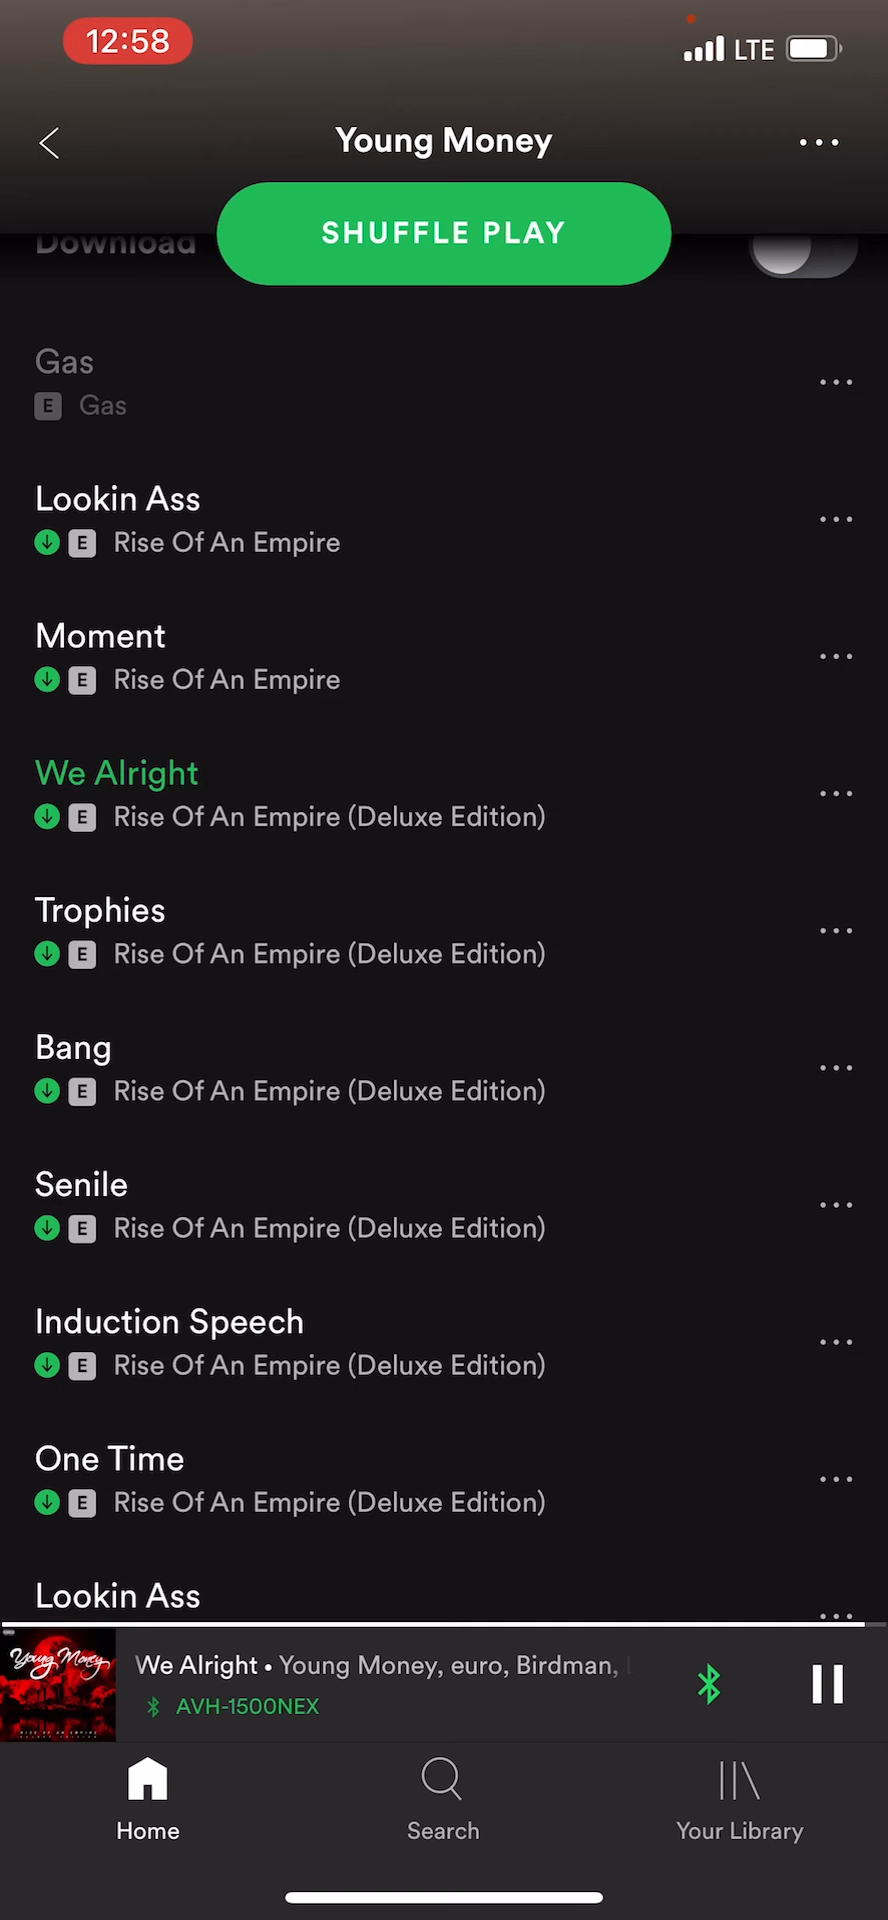 12:58
LTE
Young Money
Download
SHUFFLE PLAY
Gas
E Gas
Lookin Ass
E Rise Of An Empire
Moment
E Rise Of An Empire
We Alright
E Rise Of An Empire (Deluxe Edition)
Trophies
E Rise Of An Empire (Deluxe Edition)
Bang
E Rise Of An Empire (Deluxe Edition)
Senile
E Rise Of An Empire (Deluxe Edition)
Induction Speech
E Rise Of An Empire (Deluxe Edition)
One Time
E Rise Of An Empire (Deluxe Edition)
Lookin Ass
Young Money
RISE OF AN EMPIRE
We Alright • Young Money, euro, Birdman,
AVH-1500NEX
Home
Search
Your Library